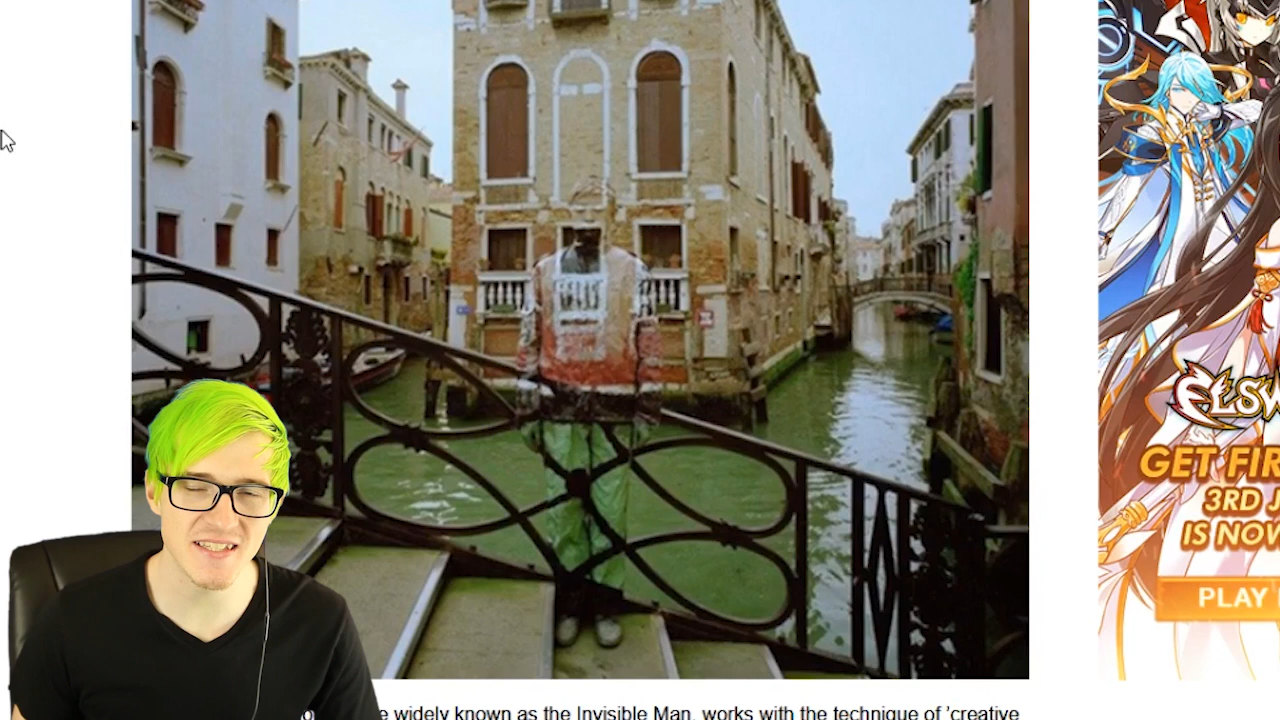 GET FIR
3RD J
IS NOW
PLAY
e widely known as the Invisible Man, works with the technique of 'creative